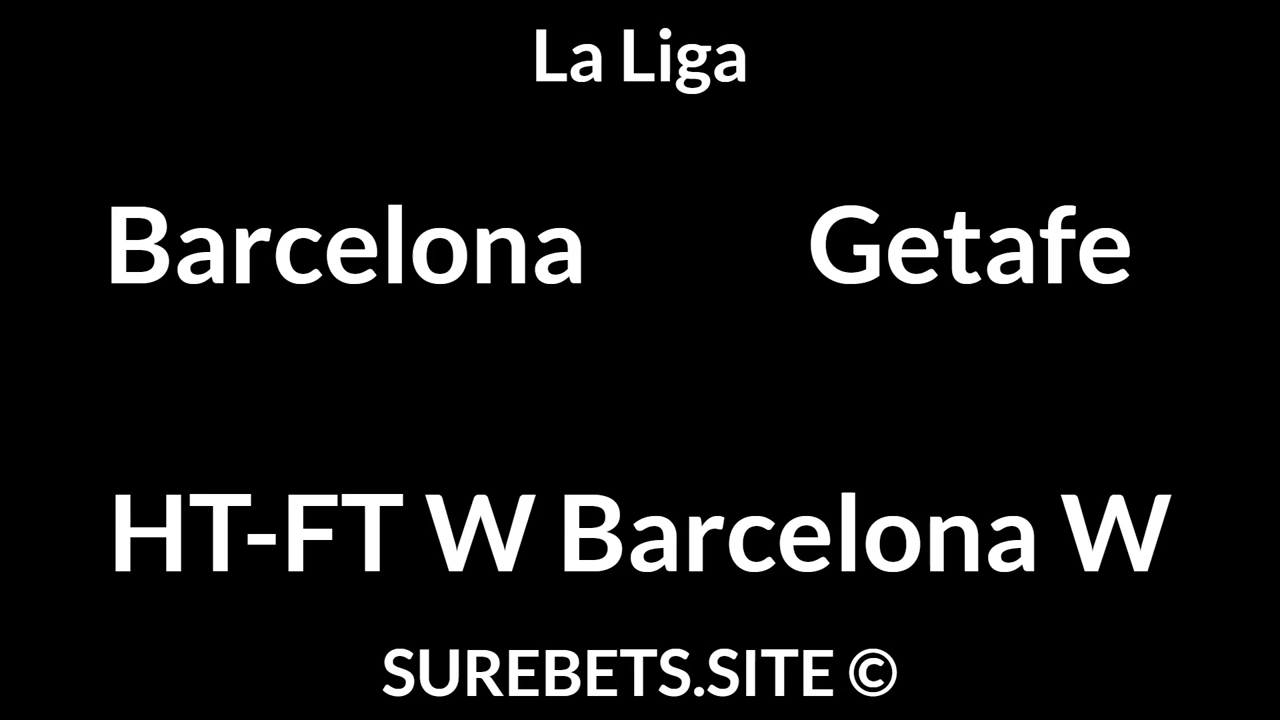 La Liga
Barcelona Getafe
HT-FT W Barcelona W
SUREBETS.SITE ©